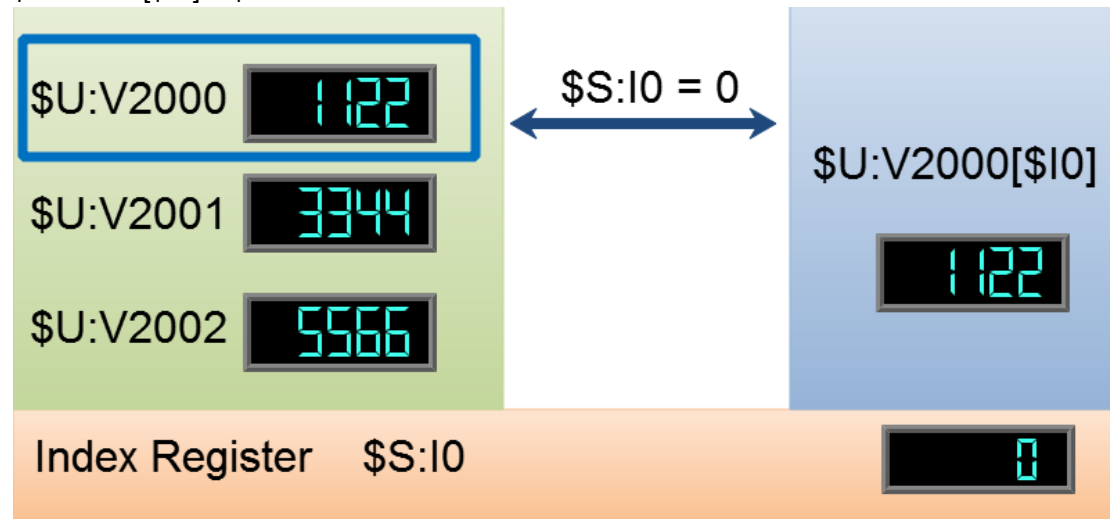 $U:V2000 1122
$S:I0 = 0
$U:V2001 3344
$U:V2002 5566
$U:V2000[$I0]
1122
Index Register $S:I0 0